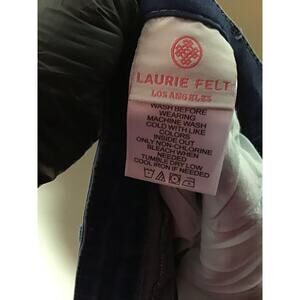 LAURIE FELT
LOS ANGELES
WASH BEFORE
WEARING
MACHINE WASH
COLD WITH LIKE
COLORS
INSIDE OUT
ONLY NON-CHLORINE
BLEACH WHEN
NEEDED
TUMBLE DRY LOW
COOL IRON IF NEEDED